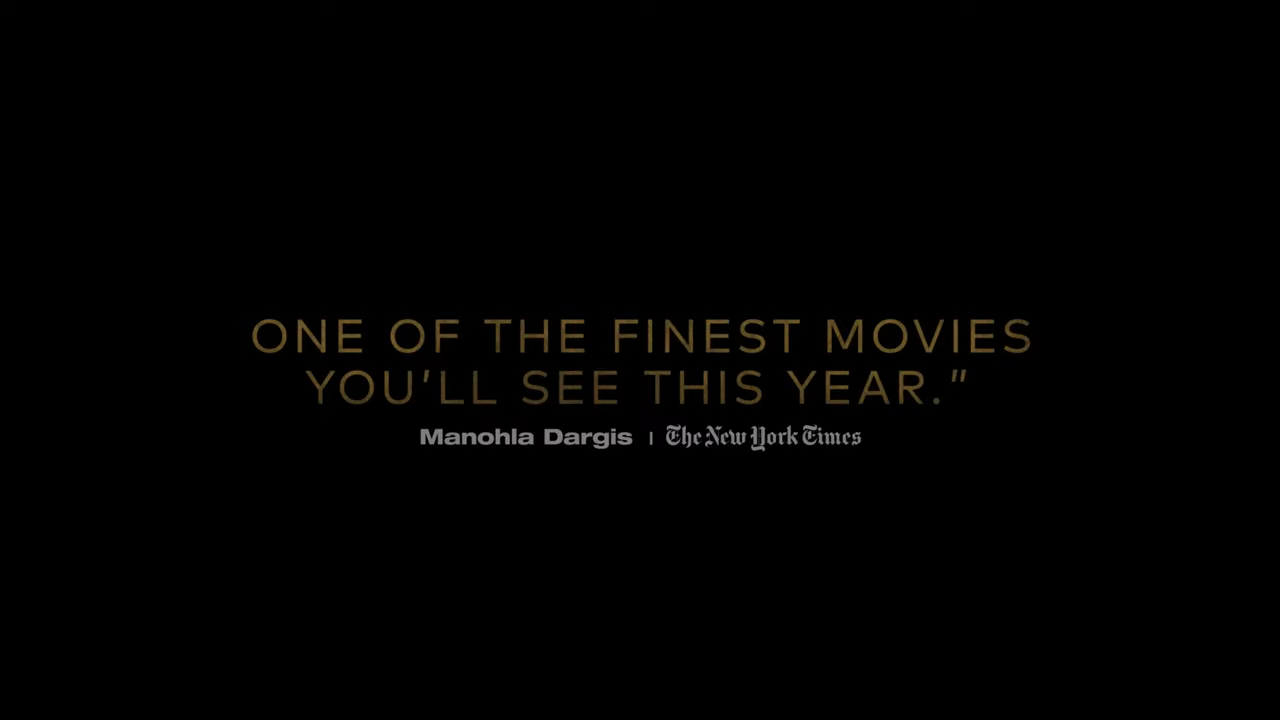 ONE OF THE FINEST MOVIES
YOU'LL SEE THIS YEAR."
Manohla Dargis | The New York Times